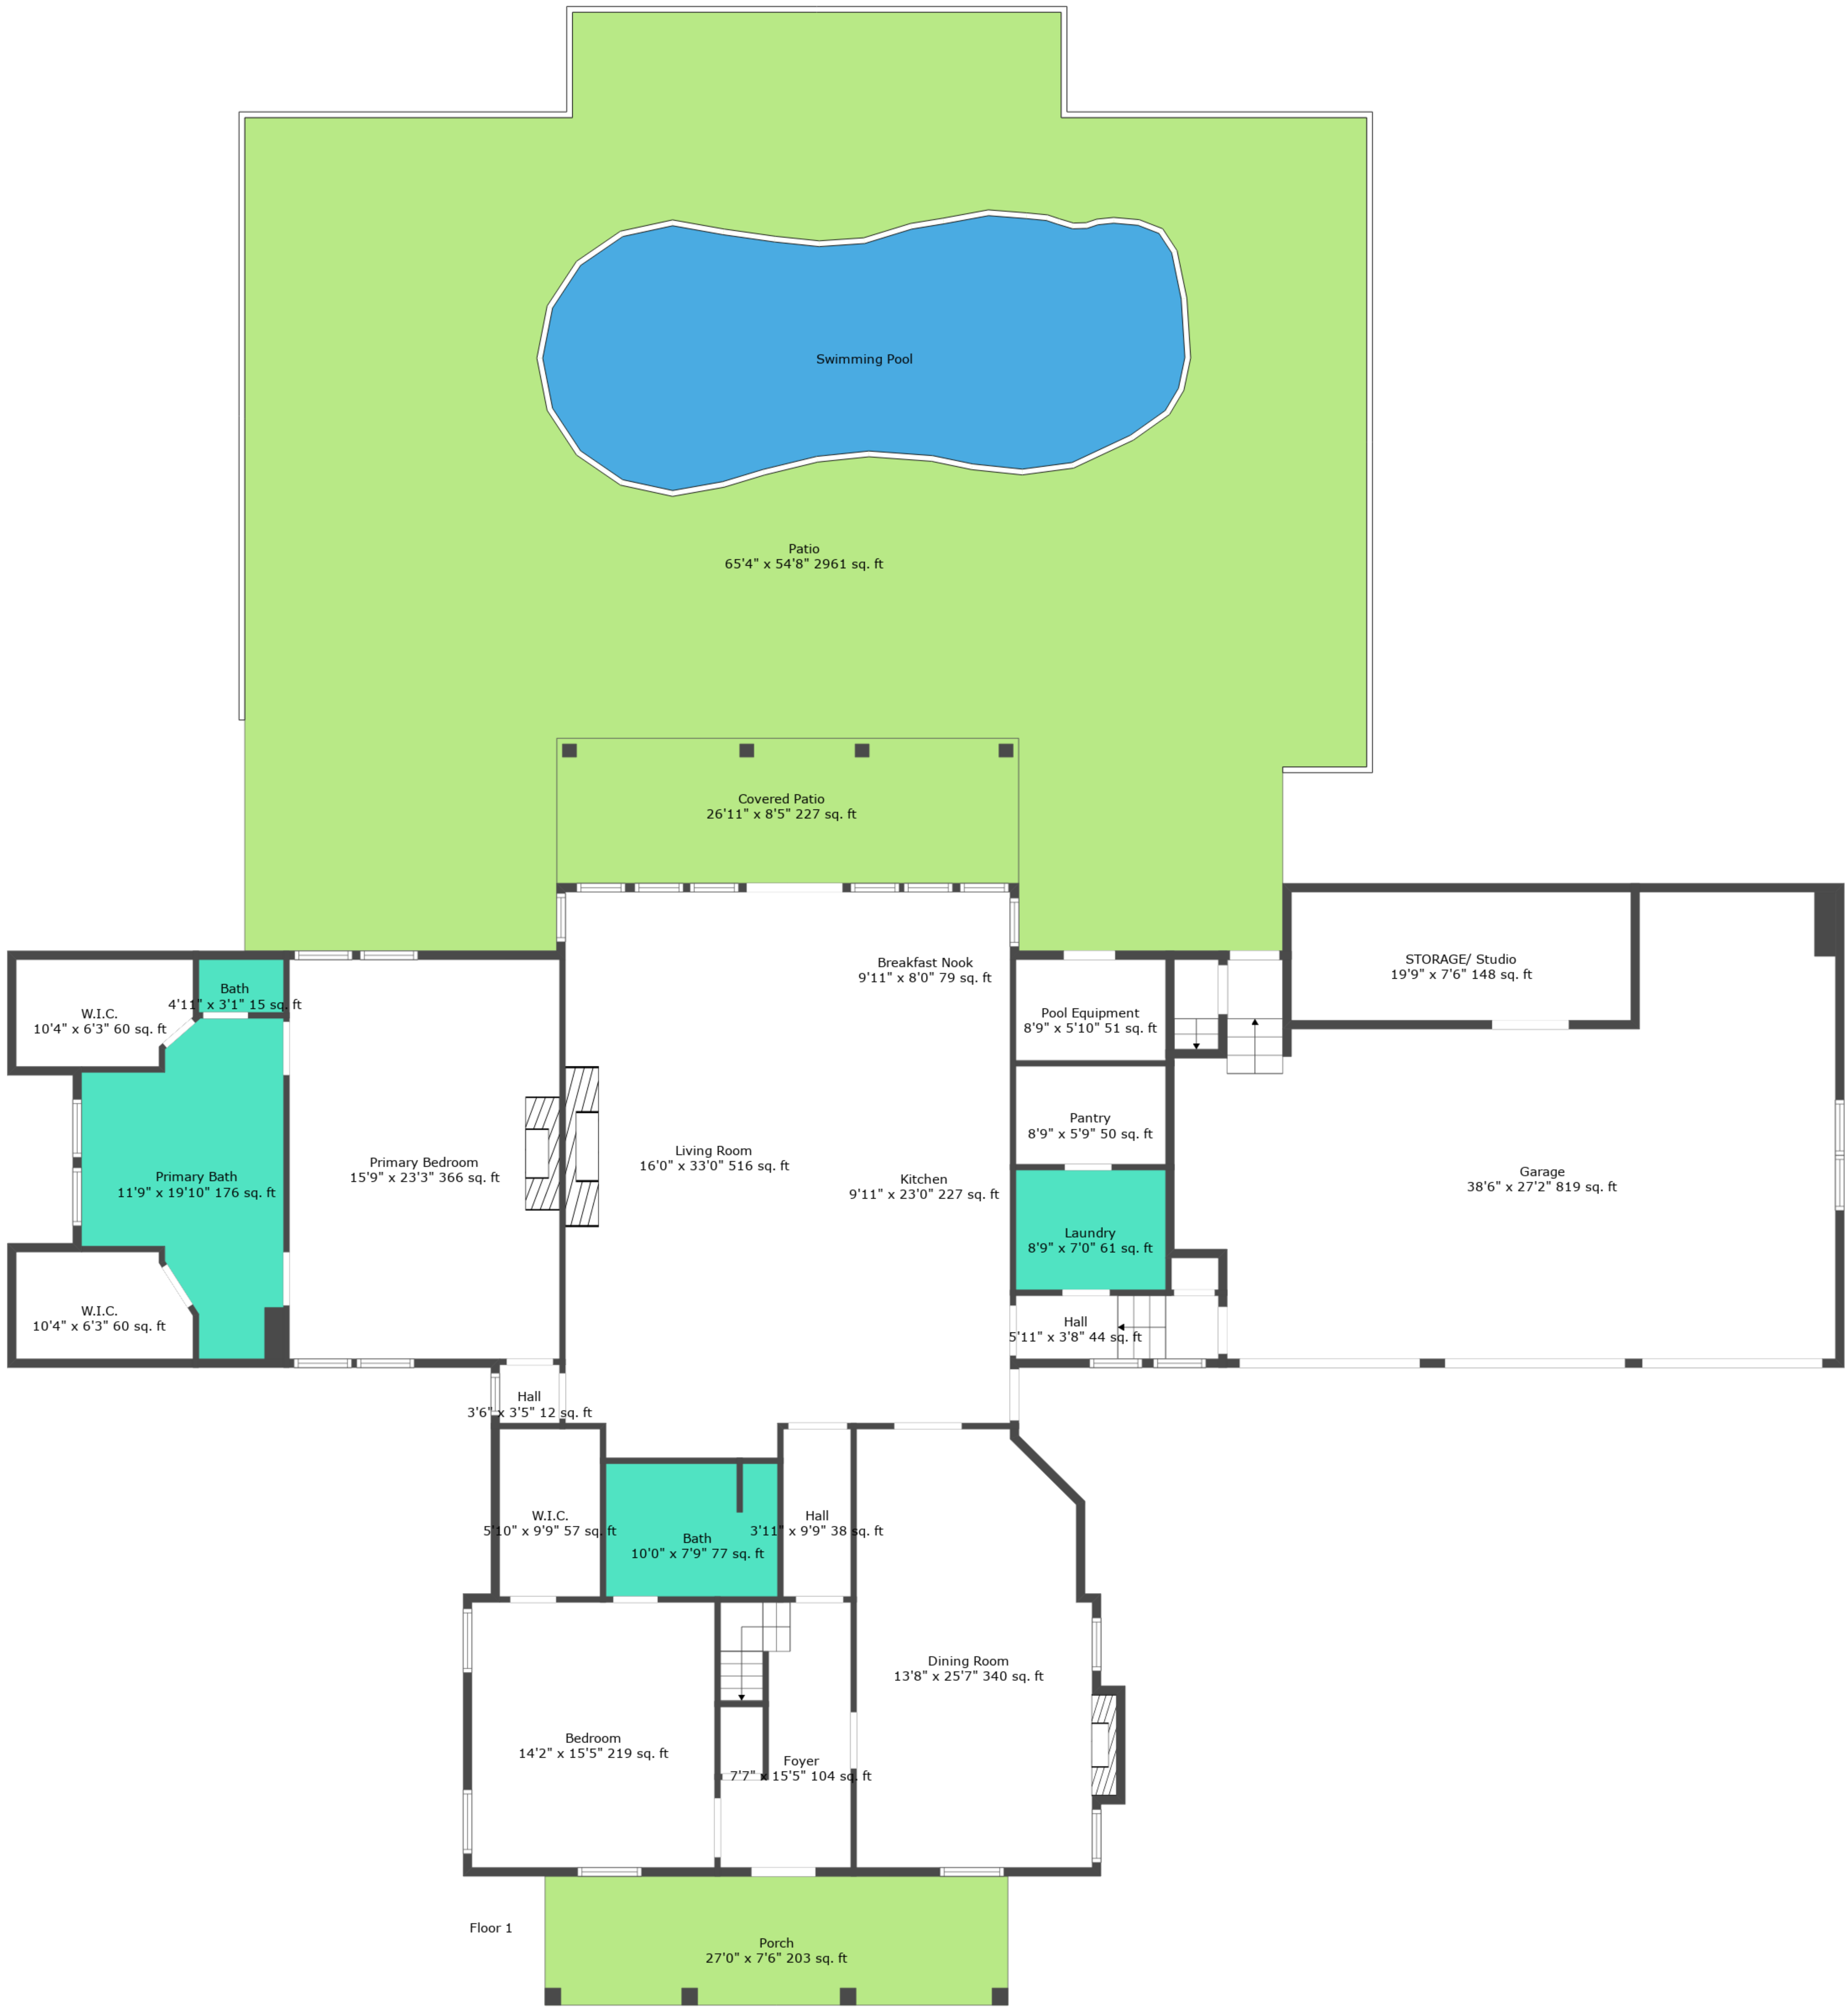 Swimming Pool
Patio
65'4" x 54'8" 2961 sq. ft
Covered Patio
26'11" x 8'5" 227 sq. ft
Breakfast Nook
9'11" x 8'0" 79 sq. ft
STORAGE/ Studio
19'9" x 7'6" 148 sq. ft
Bath
4'11" x 3'1" 15 sq. ft
W.I.C.
10'4" x 6'3" 60 sq. ft
Pool Equipment
8'9" x 5'10" 51 sq. ft
Pantry
8'9" x 5'9" 50 sq. ft
Living Room
16'0" x 33'0" 516 sq. ft
Primary Bedroom
15'9" x 23'3" 366 sq. ft
Primary Bath
11'9" x 19'10" 176 sq. ft
Kitchen
9'11" x 23'0" 227 sq. ft
Garage
38'6" x 27'2" 819 sq. ft
Laundry
8'9" x 7'0" 61 sq. ft
W.I.C.
10'4" x 6'3" 60 sq. ft
Hall
5'11" x 3'8" 44 sq. ft
Hall
3'6" x 3'5" 12 sq. ft
W.I.C.
5'10" x 9'9" 57 sq. ft
Hall
3'11" x 9'9" 38 sq. ft
Bath
10'0" x 7'9" 77 sq. ft
Dining Room
13'8" x 25'7" 340 sq. ft
Bedroom
14'2" x 15'5" 219 sq. ft
Foyer
7'7" x 15'5" 104 sq. ft
Floor 1
Porch
27'0" x 7'6" 203 sq. ft